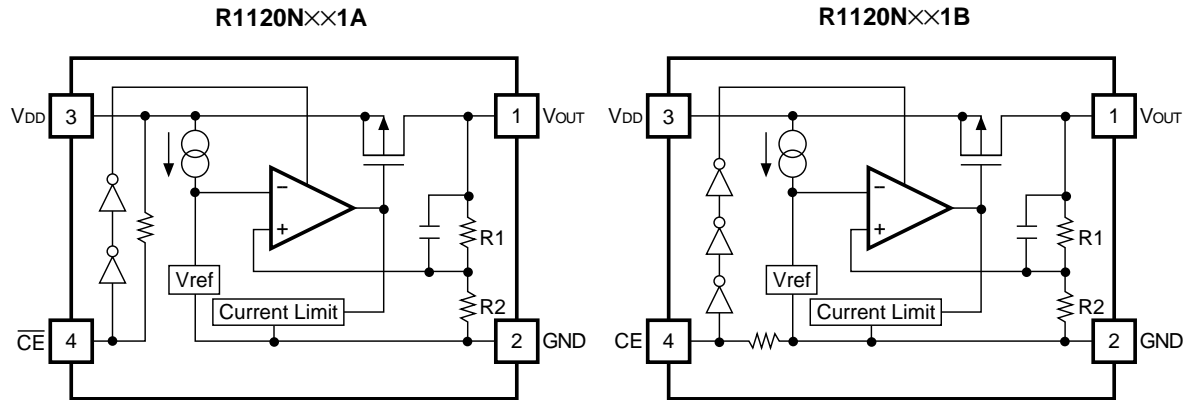 R1120N××1A
VDD
3
1
VOUT
−
+
R1
Vref
R2
Current Limit
C̅E̅
4
2
GND
R1120N××1B
VDD
3
1
VOUT
−
+
R1
Vref
R2
Current Limit
CE
4
2
GND